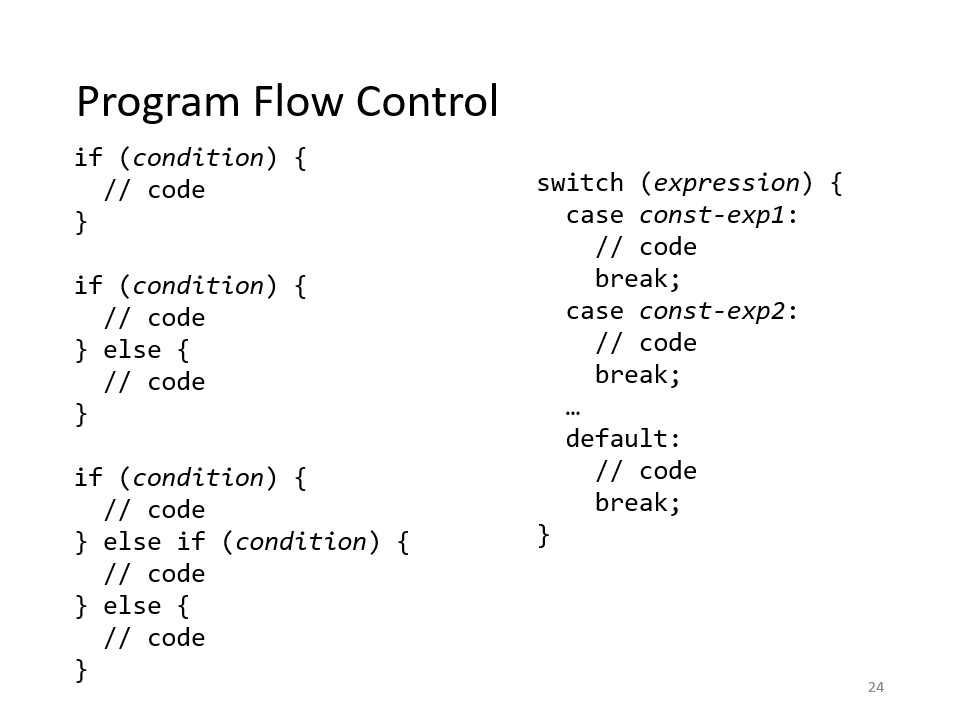 Program Flow Control
if (condition) {
  // code
}
if (condition) {
  // code
} else {
  // code
}
if (condition) {
  // code
} else if (condition) {
  // code
} else {
  // code
}
switch (expression) {
  case const-exp1:
    // code
    break;
  case const-exp2:
    // code
    break;
  …
  default:
    // code
    break;
}
24